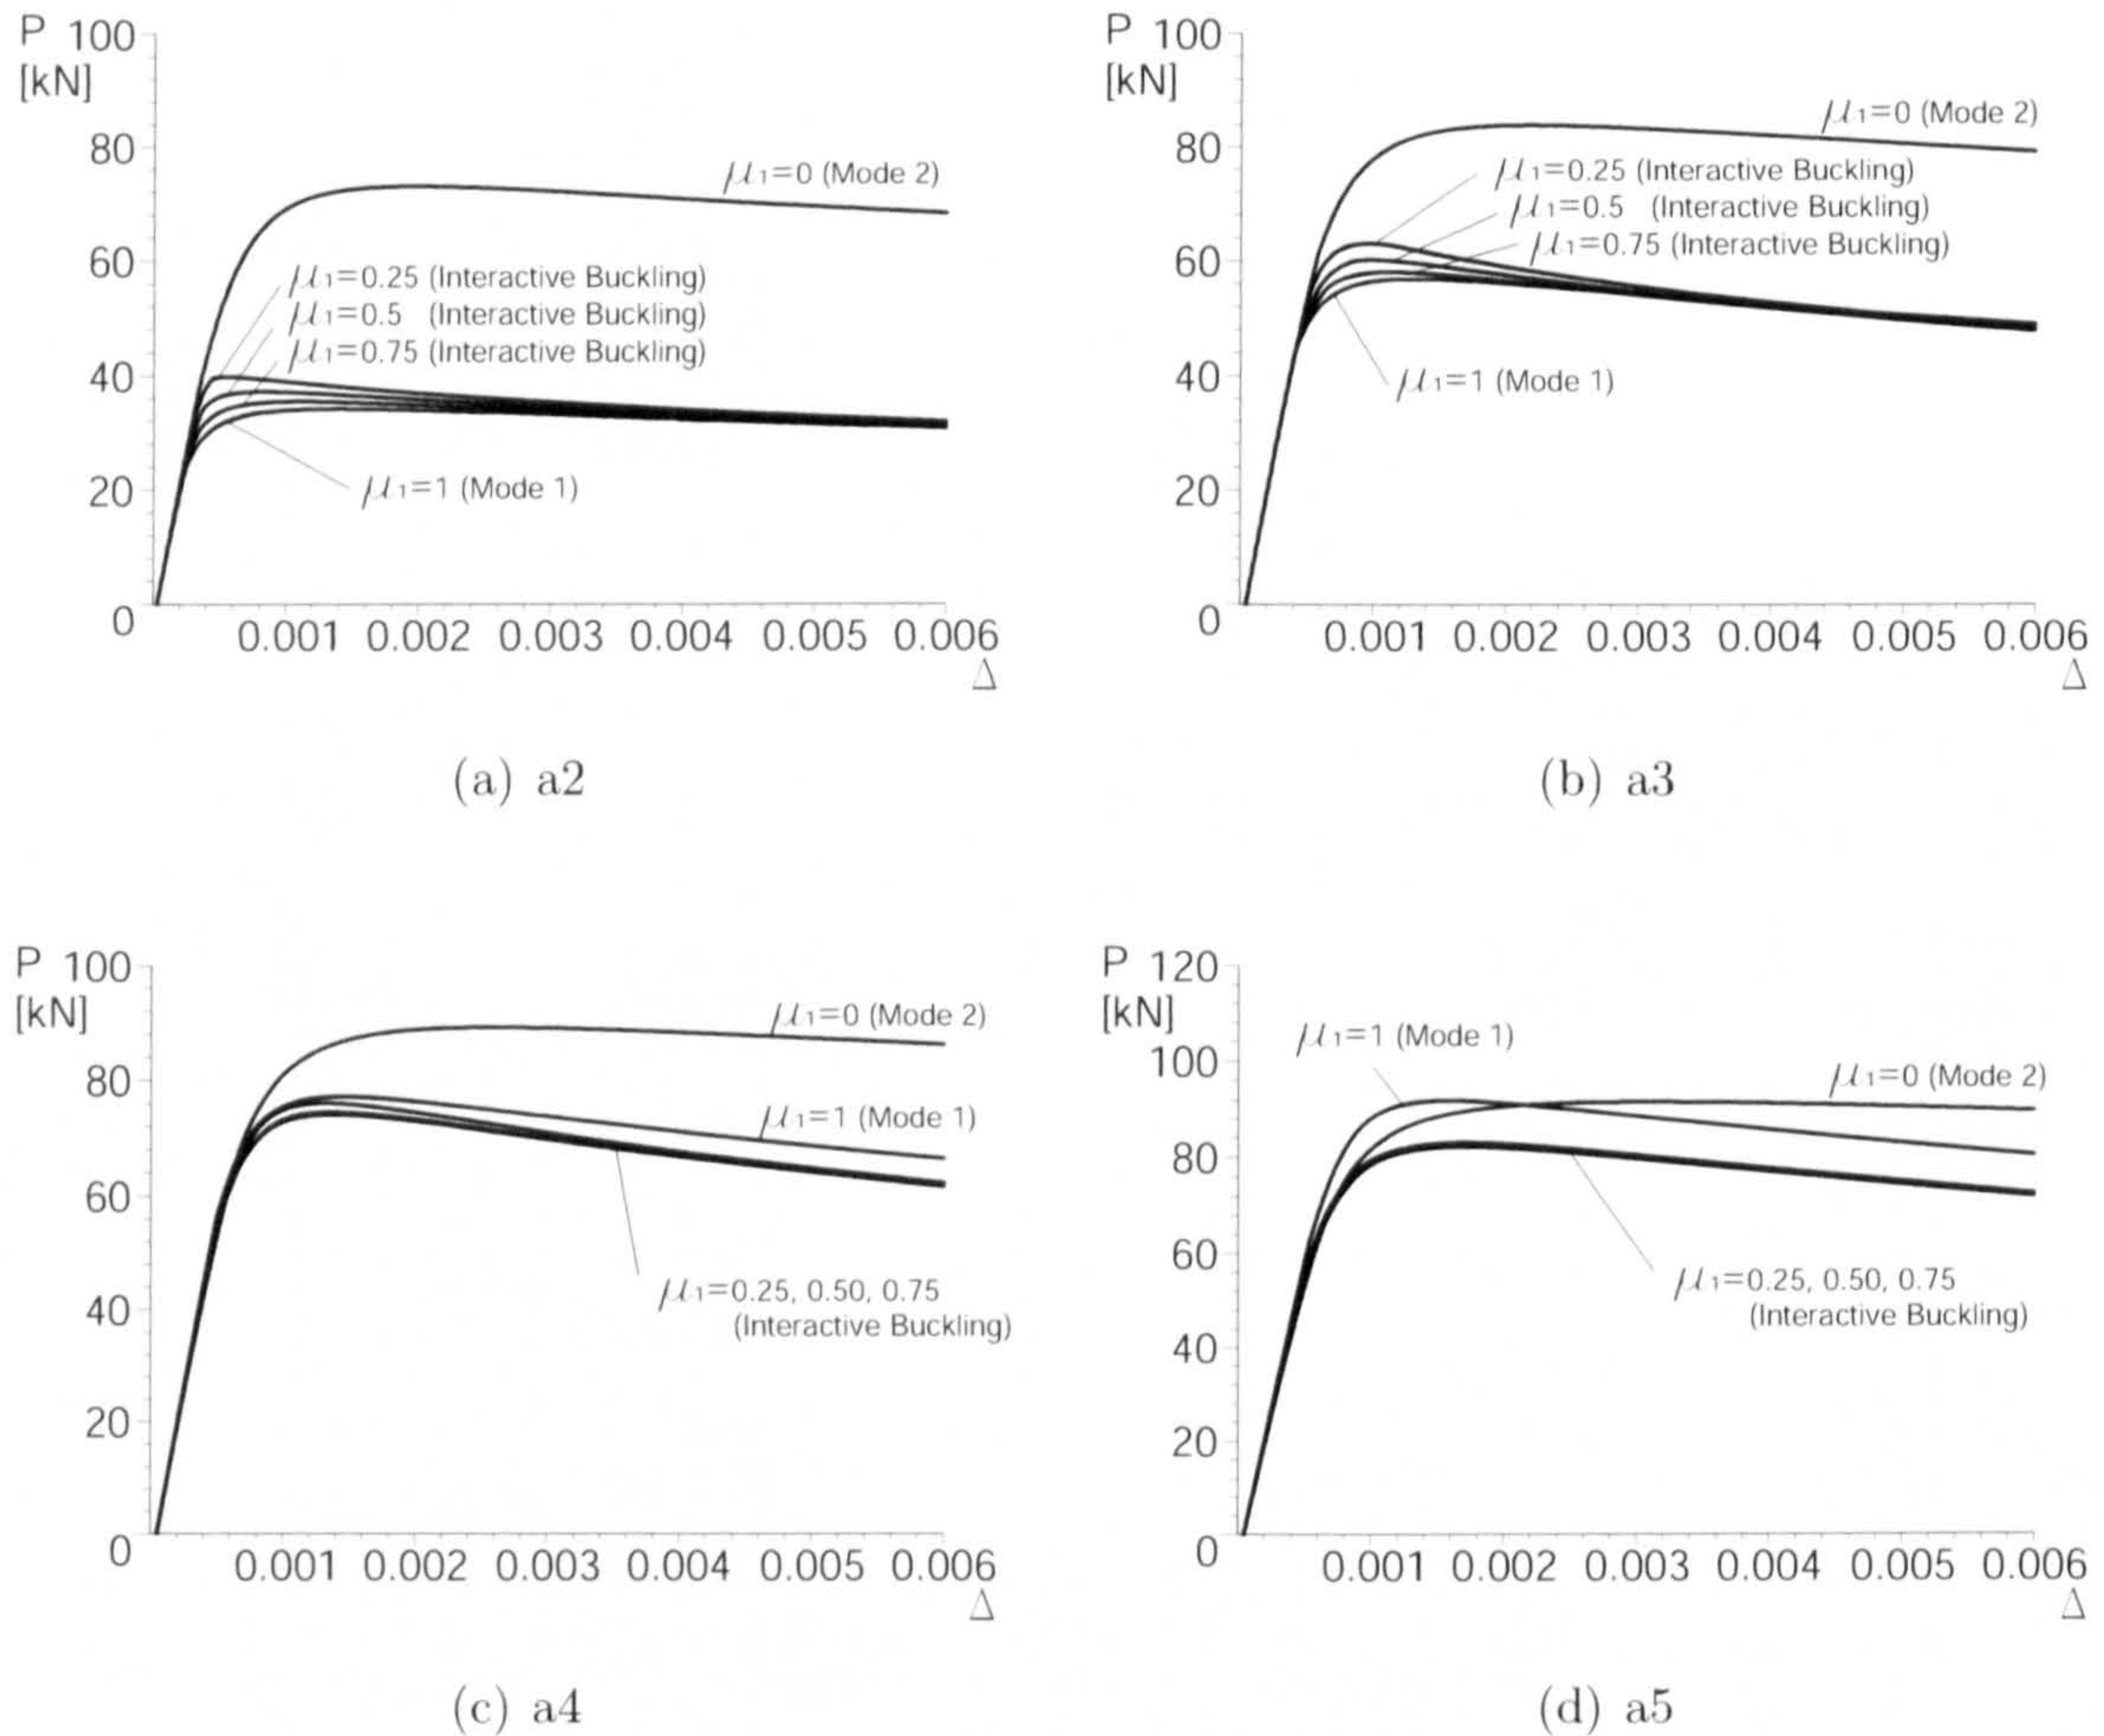 P 100
[kN]
80
60
40
20
0
μ1=0 (Mode 2)
μ1=0.25 (Interactive Buckling)
μ1=0.5 (Interactive Buckling)
μ1=0.75 (Interactive Buckling)
μ1=1 (Mode 1)
0.001 0.002 0.003 0.004 0.005 0.006
Δ
(a) a2
P 100
[kN]
80
60
40
20
0
μ1=0 (Mode 2)
μ1=0.25 (Interactive Buckling)
μ1=0.5 (Interactive Buckling)
μ1=0.75 (Interactive Buckling)
μ1=1 (Mode 1)
0.001 0.002 0.003 0.004 0.005 0.006
Δ
(b) a3
P 100
[kN]
80
60
40
20
0
μ1=0 (Mode 2)
μ1=1 (Mode 1)
μ1=0.25, 0.50, 0.75
(Interactive Buckling)
0.001 0.002 0.003 0.004 0.005 0.006
Δ
(c) a4
P 120
[kN]
100
80
60
40
20
0
μ1=1 (Mode 1)
μ1=0 (Mode 2)
μ1=0.25, 0.50, 0.75
(Interactive Buckling)
0.001 0.002 0.003 0.004 0.005 0.006
Δ
(d) a5